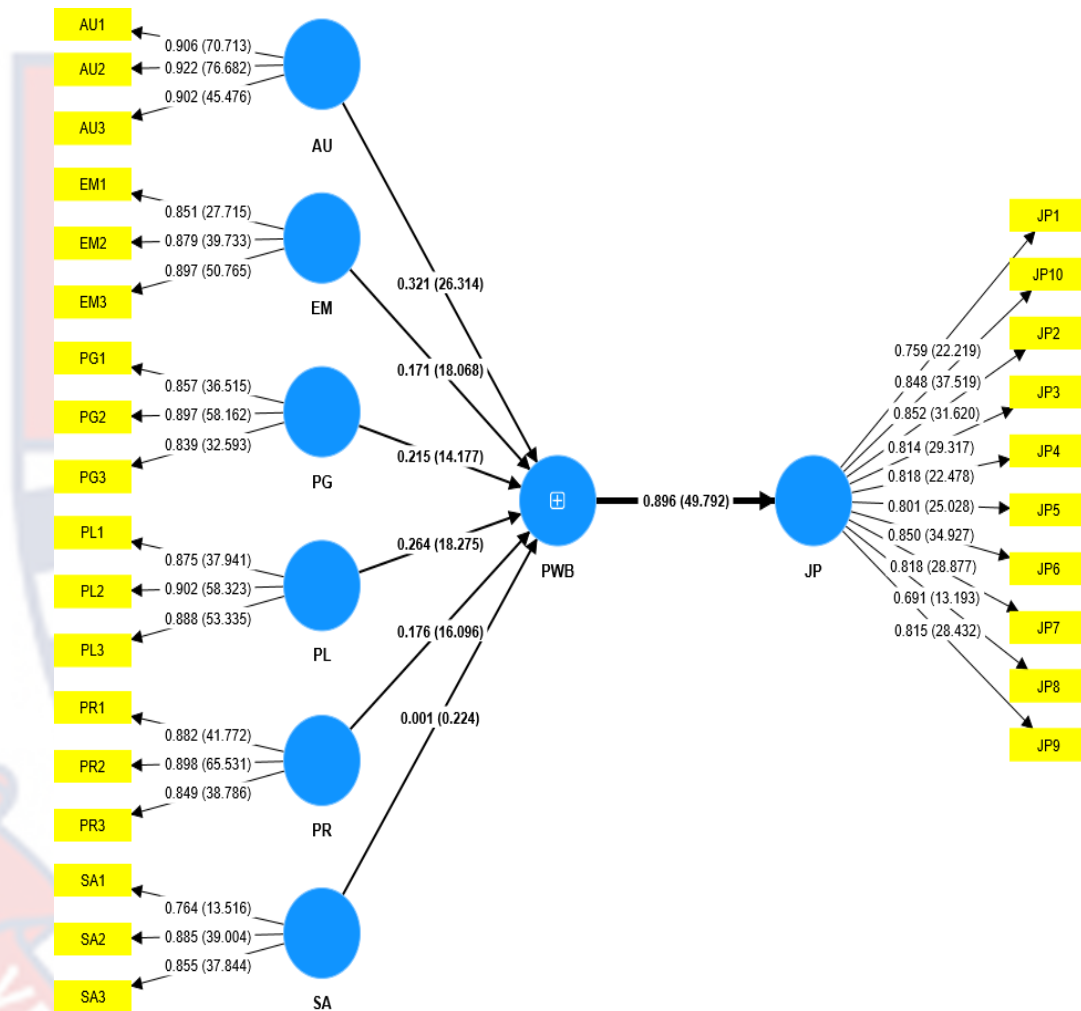 AU1
AU2
AU3
0.906 (70.713)
0.922 (76.682)
0.902 (45.476)
AU
EM1
EM2
EM3
0.851 (27.715)
0.879 (39.733)
0.897 (50.765)
EM
PG1
PG2
PG3
0.857 (36.515)
0.897 (58.162)
0.839 (32.593)
PG
PL1
PL2
PL3
0.875 (37.941)
0.902 (58.323)
0.888 (53.335)
PL
PR1
PR2
PR3
0.882 (41.772)
0.898 (65.531)
0.849 (38.786)
PR
SA1
SA2
SA3
0.764 (13.516)
0.885 (39.004)
0.855 (37.844)
SA
0.321 (26.314)
0.171 (18.068)
0.215 (14.177)
0.264 (18.275)
0.176 (16.096)
0.001 (0.224)
PWB
0.896 (49.792)
JP
0.759 (22.219)
0.848 (37.519)
0.852 (31.620)
0.814 (29.317)
0.818 (22.478)
0.801 (25.028)
0.850 (34.927)
0.818 (28.877)
0.691 (13.193)
0.815 (28.432)
JP1
JP10
JP2
JP3
JP4
JP5
JP6
JP7
JP8
JP9